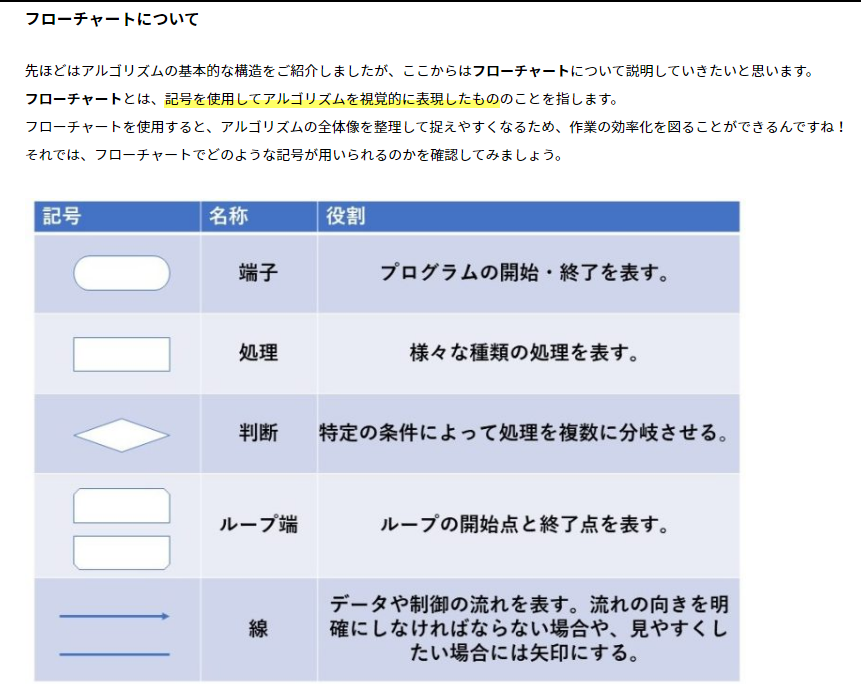 フローチャートについて
先ほどはアルゴリズムの基本的な構造をご紹介しましたが、ここからはフローチャートについて説明していきたいと思います。
フローチャートとは、記号を使用してアルゴリズムを視覚的に表現したもののことを指します。
フローチャートを使用すると、アルゴリズムの全体像を整理して捉えやすくなるため、作業の効率化を図ることができるんですね！
それでは、フローチャートでどのような記号が用いられるのかを確認してみましょう。
記号 名称 役割
端子 プログラムの開始・終了を表す。
処理 様々な種類の処理を表す。
判断 特定の条件によって処理を複数に分岐させる。
ループ端 ループの開始点と終了点を表す。
線 データや制御の流れを表す。流れの向きを明
確にしなければならない場合や、見やすくし
たい場合には矢印にする。